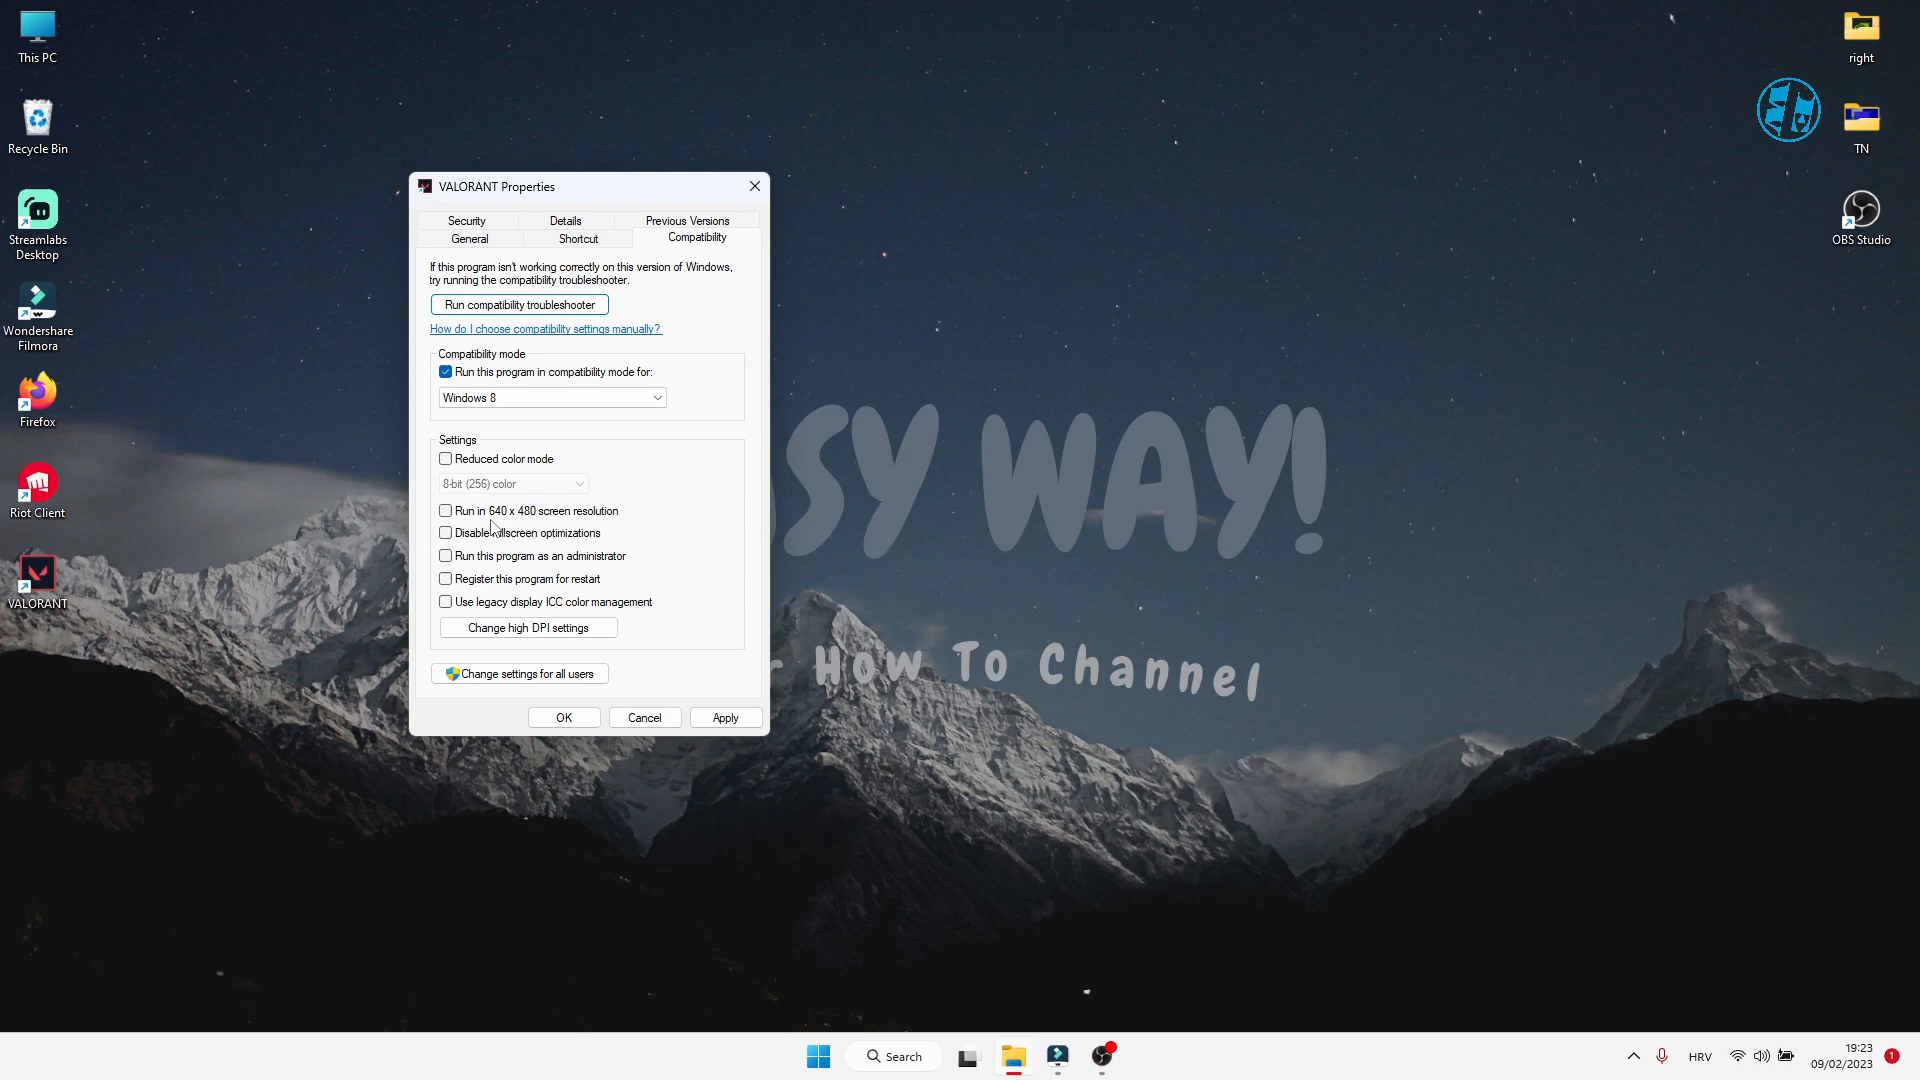 This PC
Recycle Bin
Streamlabs
Desktop
Wondershare
Filmora
Firefox
Riot Client
VALORANT
right
TN
OBS Studio
VALORANT Properties
Security
Details
Previous Versions
General
Shortcut
Compatibility
If this program isn't working correctly on this version of Windows,
try running the compatibility troubleshooter.
Run compatibility troubleshooter
How do I choose compatibility settings manually?
Compatibility mode
Run this program in compatibility mode for:
Windows 8
Settings
Reduced color mode
8-bit (256) color
Run in 640 x 480 screen resolution
Disable fullscreen optimizations
Run this program as an administrator
Register this program for restart
Use legacy display ICC color management
Change high DPI settings
Change settings for all users
OK
Cancel
Apply
SY WAY!
How To Channel
Search
HRV
19:23
09/02/2023
1